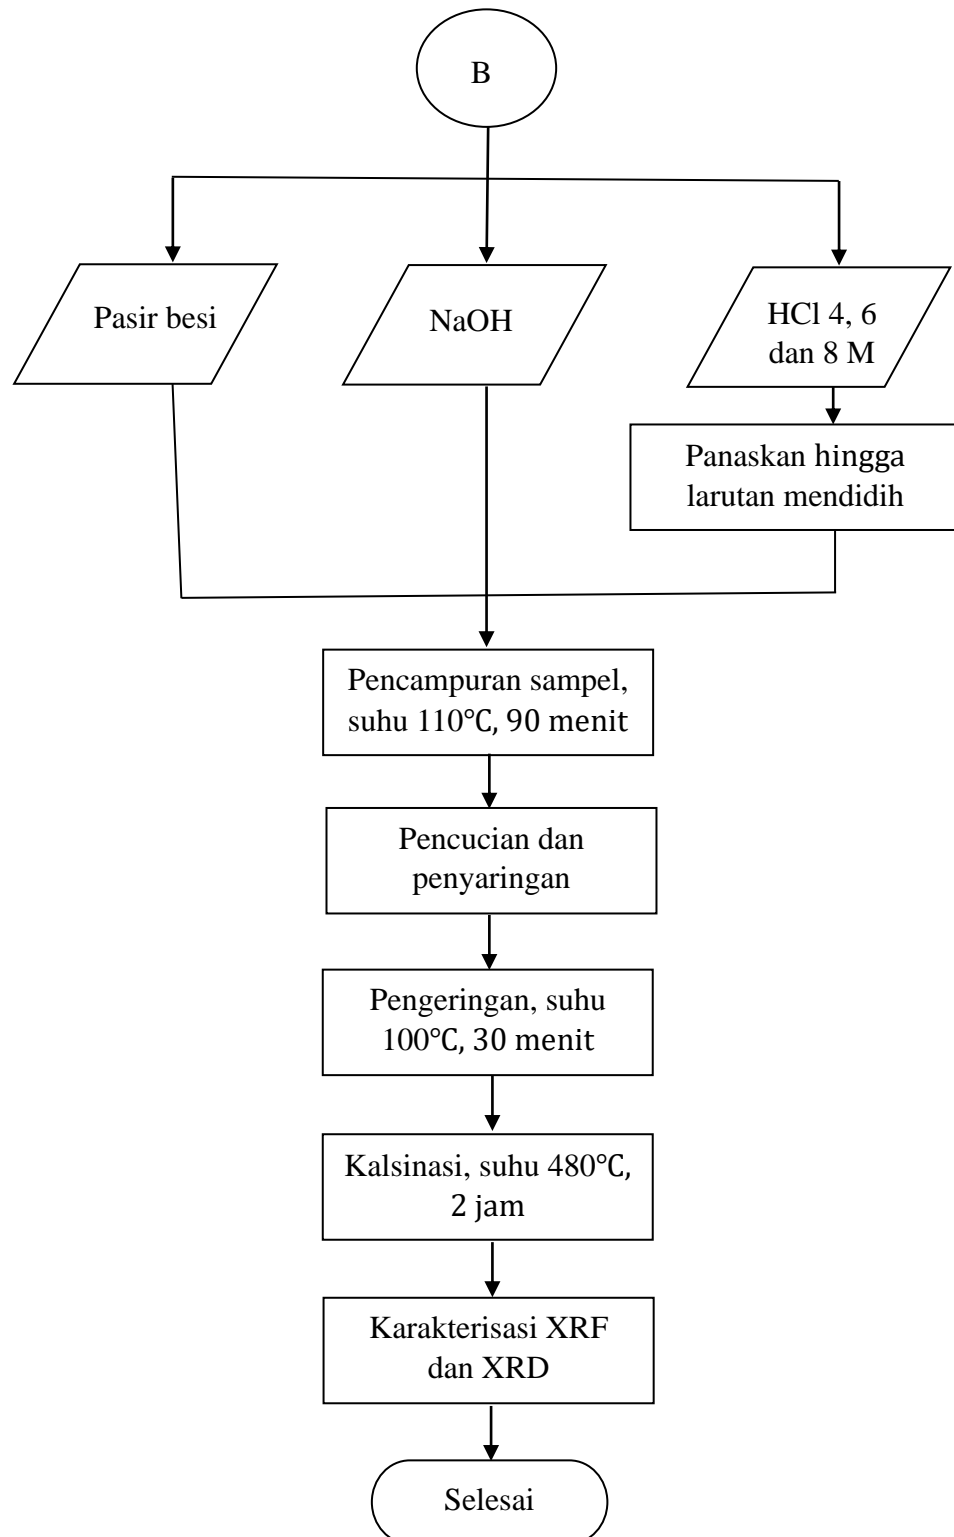 B
Pasir besi
NaOH
HCl 4, 6
dan 8 M
Panaskan hingga
larutan mendidih
Pencampuran sampel,
suhu 110°C, 90 menit
Pencucian dan
penyaringan
Pengeringan, suhu
100°C, 30 menit
Kalsinasi, suhu 480°C,
2 jam
Karakterisasi XRF
dan XRD
Selesai